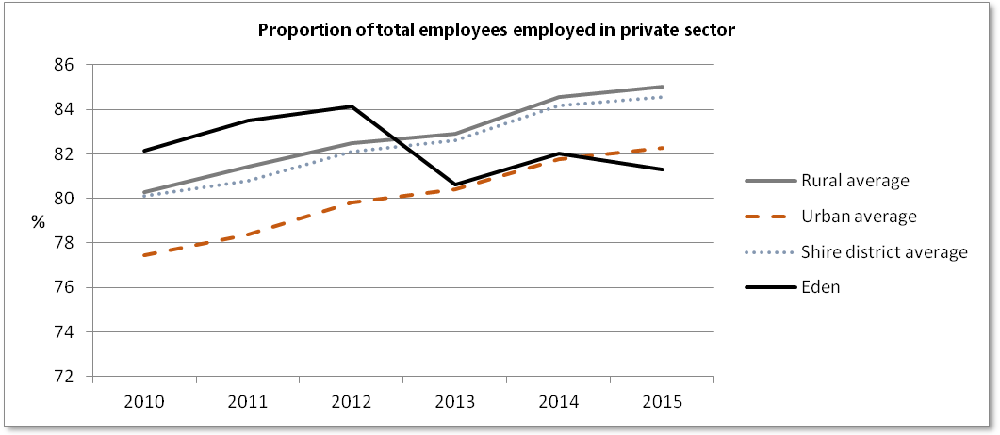 Proportion of total employees employed in private sector
86
84
82
80
78
76
74
72
%
2010 2011 2012 2013 2014 2015
Rural average
Urban average
Shire district average
Eden